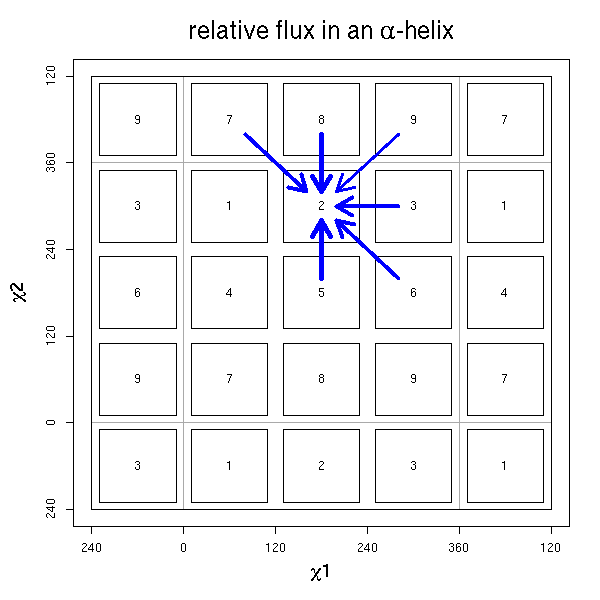 relative flux in an α-helix
120
9 7 8 9 7
360
3 1 2 3 1
240
6 4 5 6 4
χ2
120
9 7 8 9 7
0
3 1 2 3 1
240
240 0 120 240 360 120
χ1